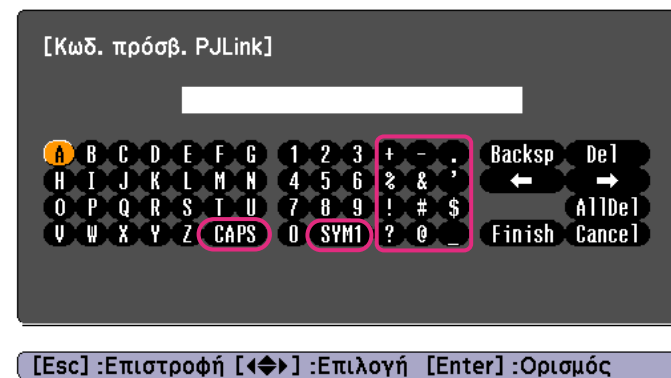 [Κωδ. πρόσβ. PJLink]
A B C D E F G 1 2 3 + - . Backsp Del
H I J K L M N 4 5 6 % & ' ← →
O P Q R S T U 7 8 9 ! # $ AllDel
V W X Y Z CAPS 0 SYM1 ? @ _ Finish Cancel
[Esc] :Επιστροφή [◀◆▶] :Επιλογή [Enter] :Ορισμός